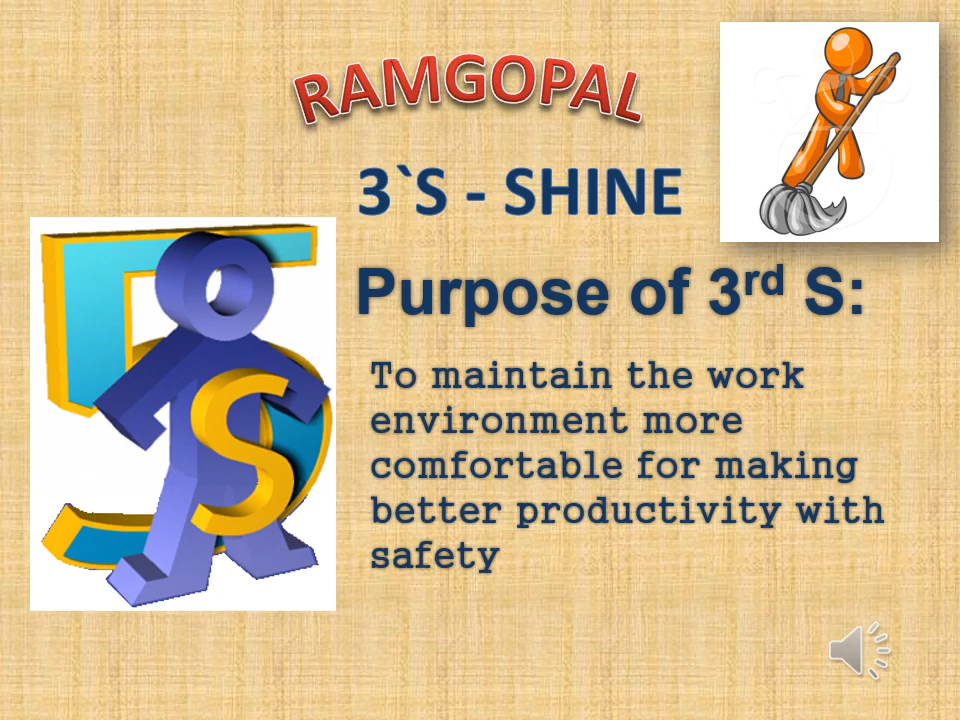 RAMGOPAL
3`S - SHINE
Purpose of 3rd S:
To maintain the work
environment more
comfortable for making
better productivity with
safety
5
S